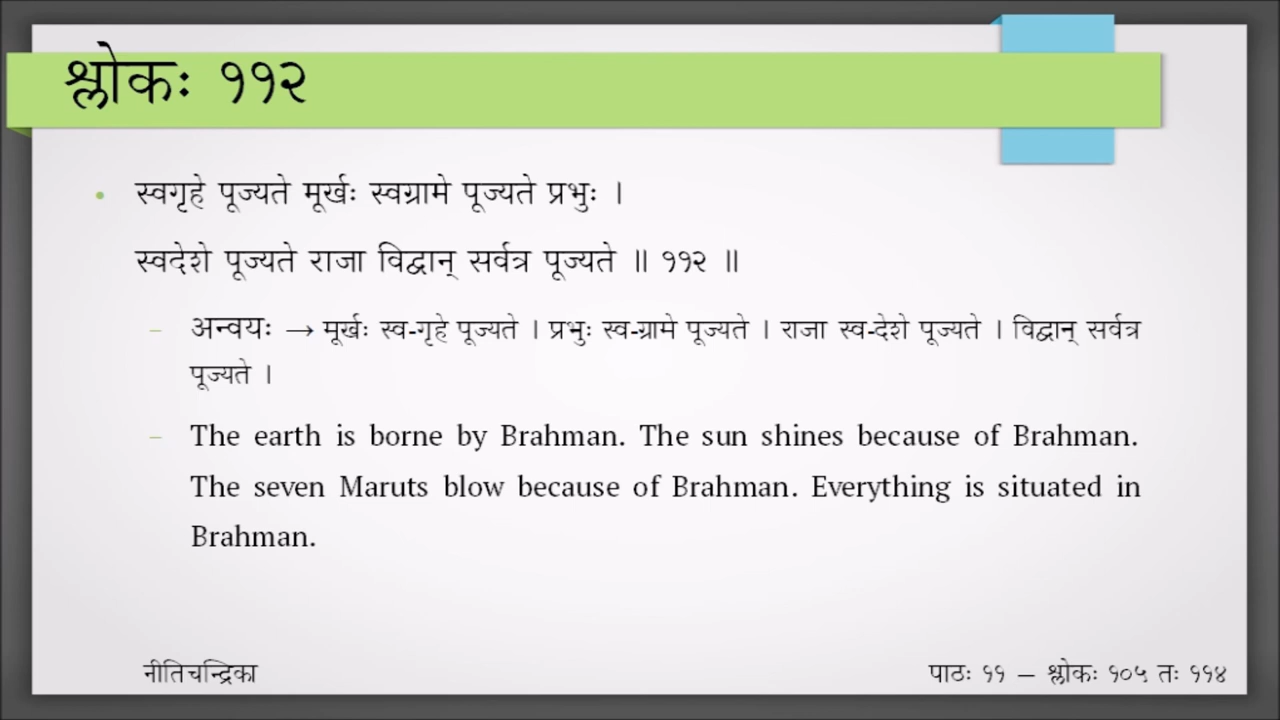 श्लोकः ११२
स्वगृहे पूज्यते मूर्खः स्वग्रामे पूज्यते प्रभुः ।
स्वदेशे पूज्यते राजा विद्वान् सर्वत्र पूज्यते ॥ ११२ ॥
– अन्वयः → मूर्खः स्व-गृहे पूज्यते । प्रभुः स्व-ग्रामे पूज्यते । राजा स्व-देशे पूज्यते । विद्वान् सर्वत्र
पूज्यते ।
– The earth is borne by Brahman. The sun shines because of Brahman.
The seven Maruts blow because of Brahman. Everything is situated in
Brahman.
नीतिचन्द्रिका
पाठः ११ – श्लोकः १०५ तः ११४